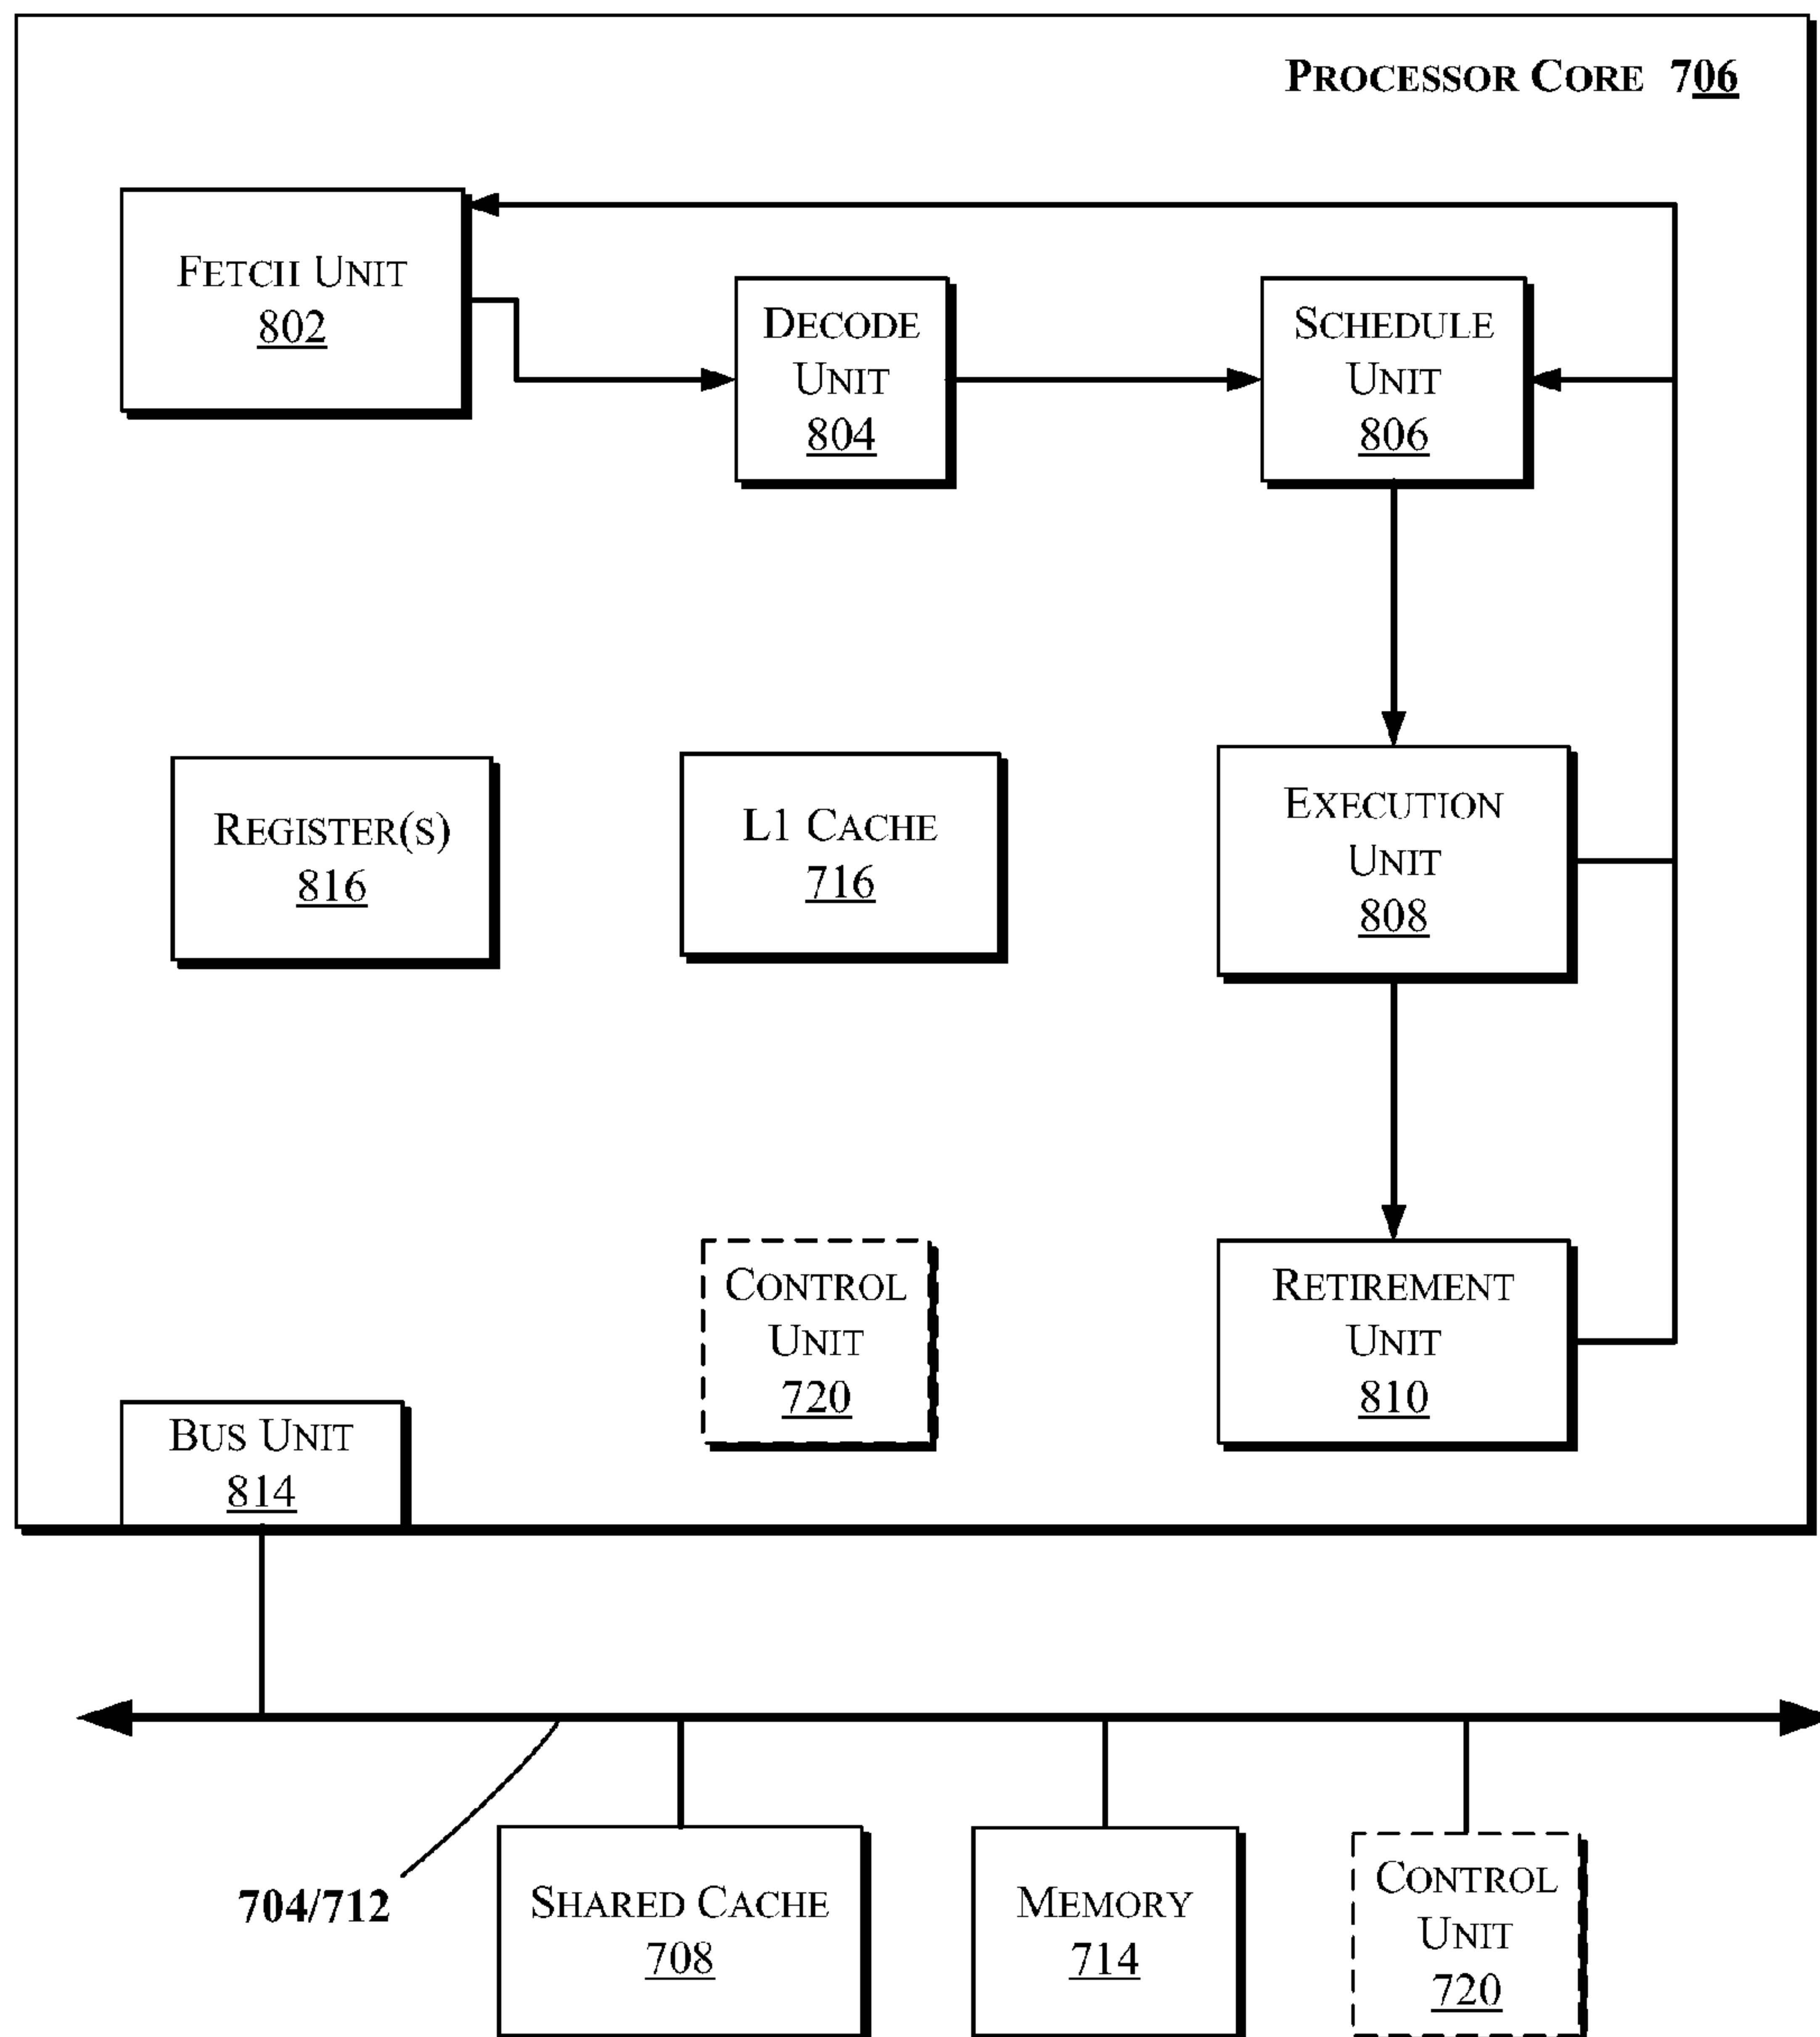 PROCESSOR CORE 706
FETCH UNIT
802
DECODE
UNIT
804
SCHEDULE
UNIT
806
REGISTER(S)
816
L1 CACHE
716
EXECUTION
UNIT
808
CONTROL
UNIT
720
RETIREMENT
UNIT
810
BUS UNIT
814
704/712
SHARED CACHE
708
MEMORY
714
CONTROL
UNIT
720